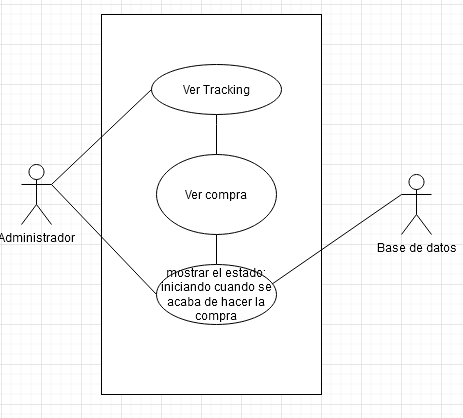 Ver Tracking
Ver compra
Administrador
Base de datos
mostrar el estado:
iniciando cuando se
acaba de hacer la
compra